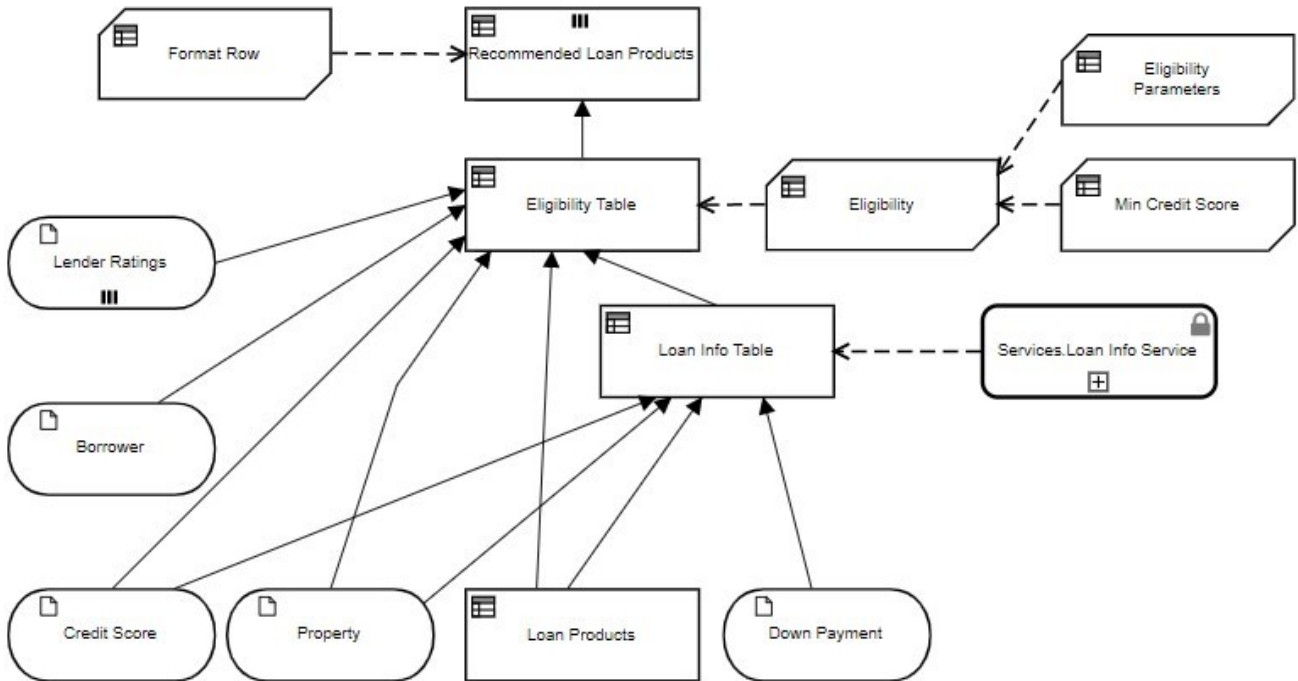 Format Row
Recommended Loan Products
Eligibility
Parameters
Eligibility Table
Eligibility
Min Credit Score
Lender Ratings
Loan Info Table
Services.Loan Info Service
Borrower
Credit Score
Property
Loan Products
Down Payment